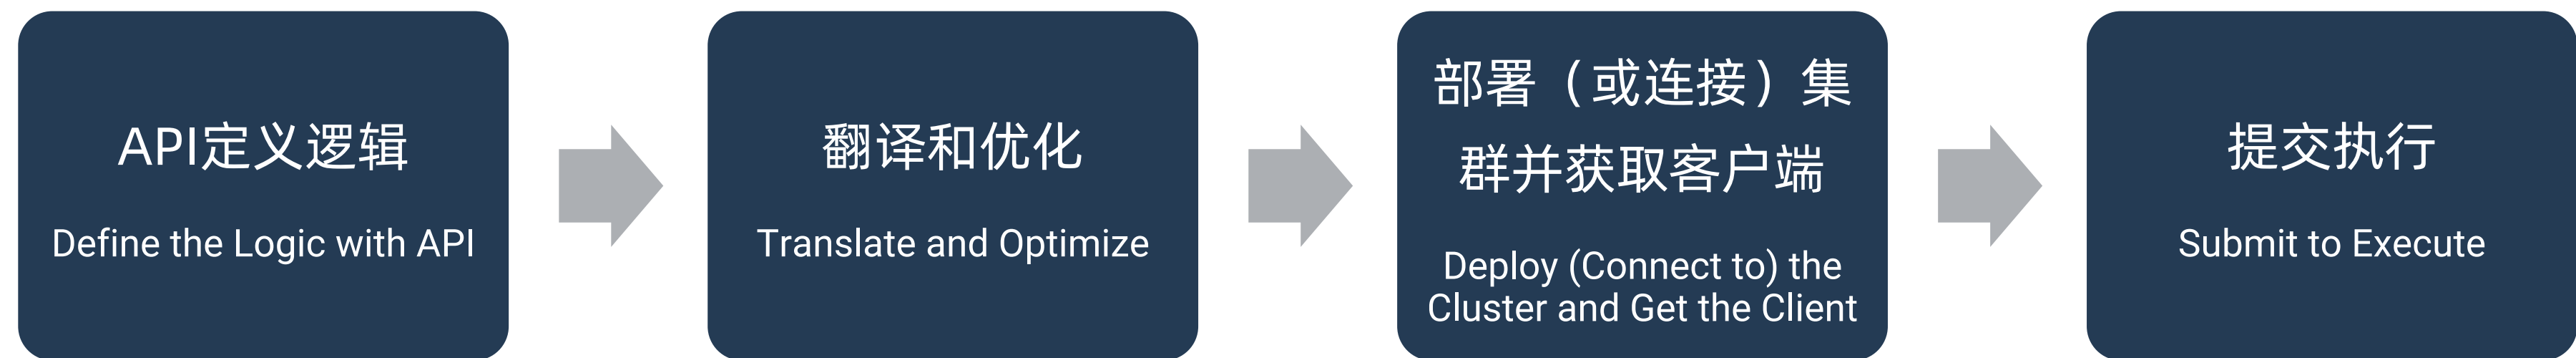 API定义逻辑
Define the Logic with API
翻译和优化
Translate and Optimize
部署（或连接）集
群并获取客户端
Deploy (Connect to) the
Cluster and Get the Client
提交执行
Submit to Execute